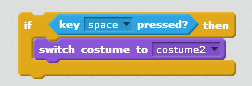 if key space pressed? then
switch costume to costume2